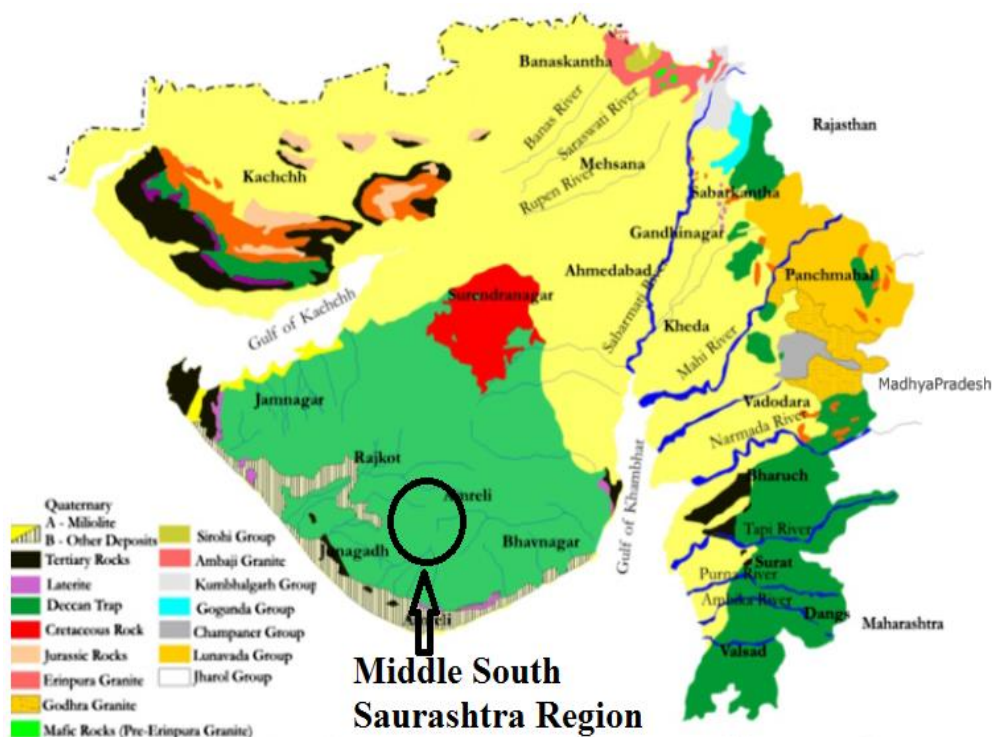 Banaskantha
Banas River
Saraswati River
Rajasthan
Kachchh
Mehsana
Rupen River
Sabarkantha
Gandhinagar
Ahmedabad
Panchmahal
Surendranagar
Gulf of Kachchh
Sabarmati River
Kheda
Mahi River
MadhyaPradesh
Jamnagar
Vadodara
Narmada River
Rajkot
Bharuch
Amreli
Gulf of Khambhat
Tapi River
Junagadh
Bhavnagar
Surat
Purna River
Ambika River
Dangs
Maharashtra
Amreli
Valsad
Quaternary
A - Miliolite
B - Other Deposits
Tertiary Rocks
Laterite
Deccan Trap
Cretaceous Rock
Jurassic Rocks
Erinpura Granite
Godhra Granite
Mafic Rocks (Pre-Erinpura Granite)
Sirohi Group
Ambaji Granite
Kumbhalgarh Group
Gogunda Group
Champaner Group
Lunavada Group
Jharol Group
Middle South
Saurashtra Region